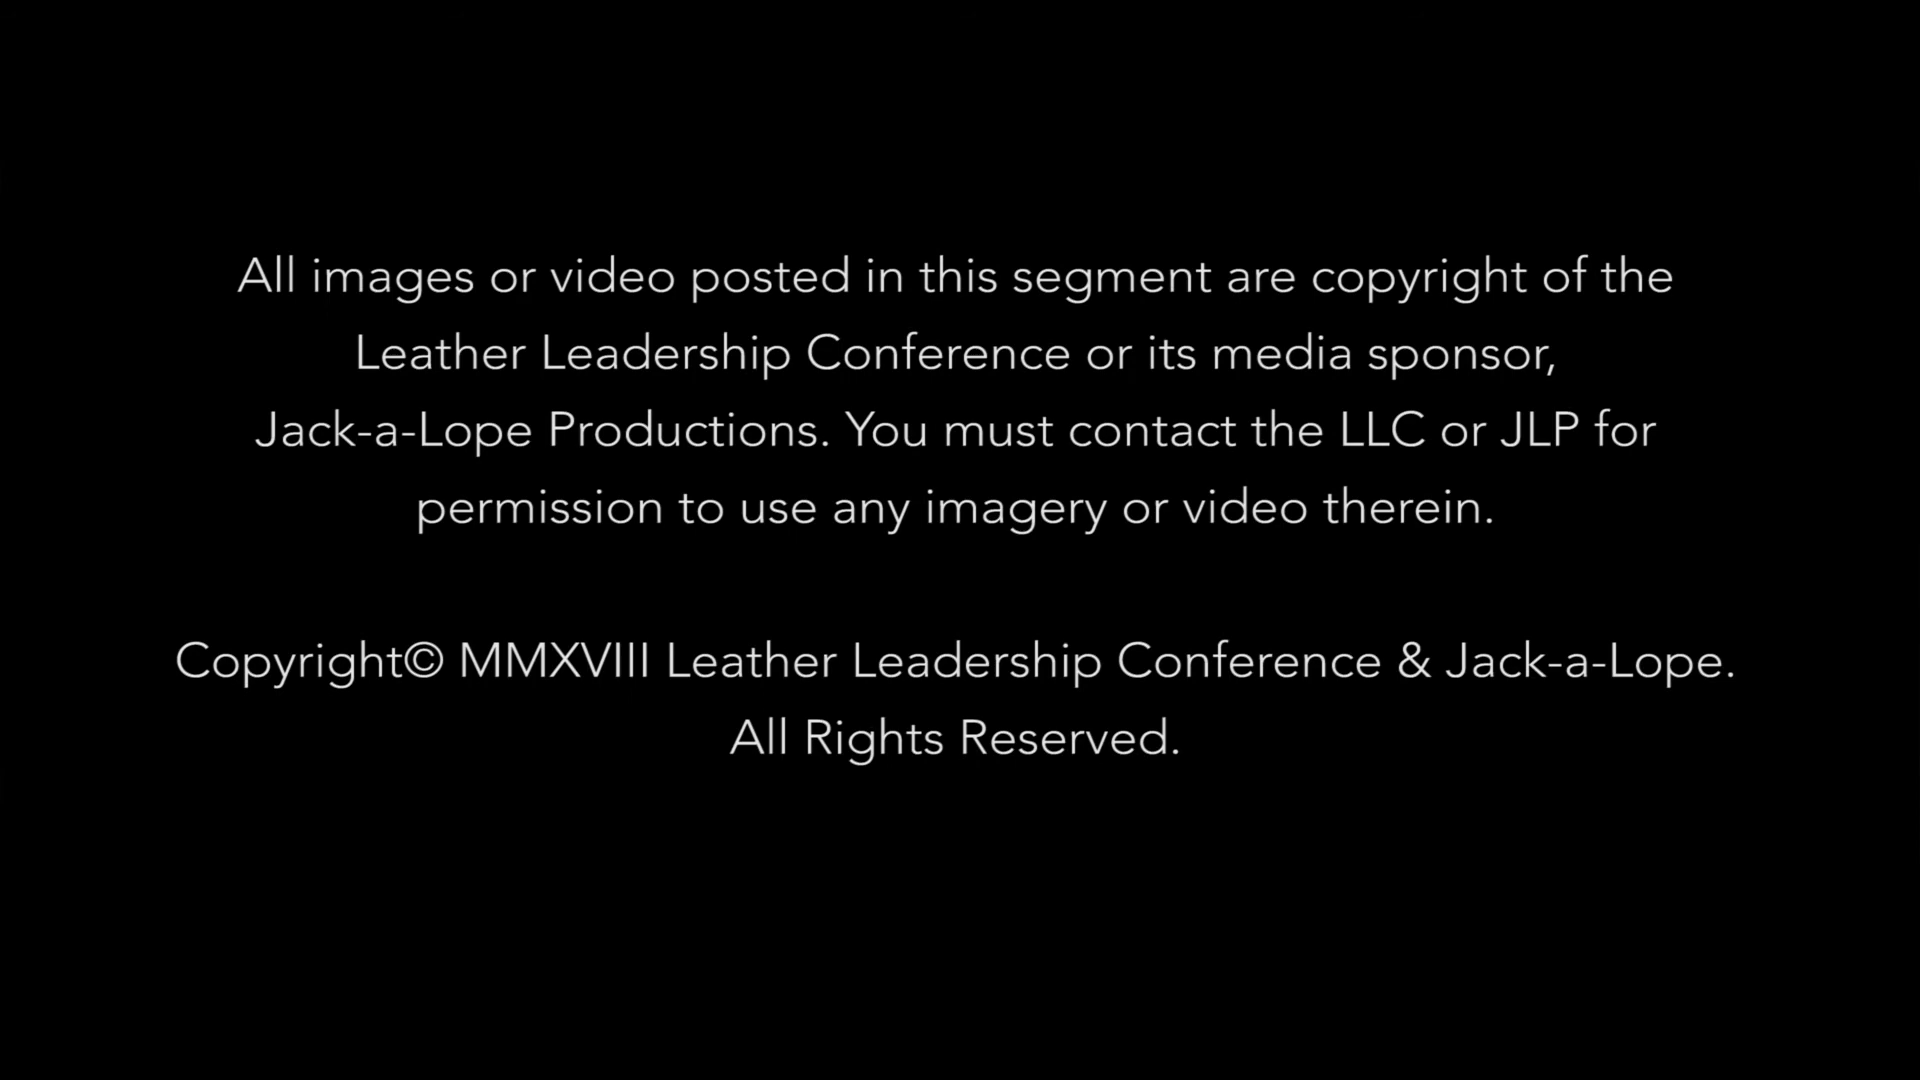 All images or video posted in this segment are copyright of the
Leather Leadership Conference or its media sponsor,
Jack-a-Lope Productions. You must contact the LLC or JLP for
permission to use any imagery or video therein.
Copyright© MMXVIII Leather Leadership Conference & Jack-a-Lope.
All Rights Reserved.